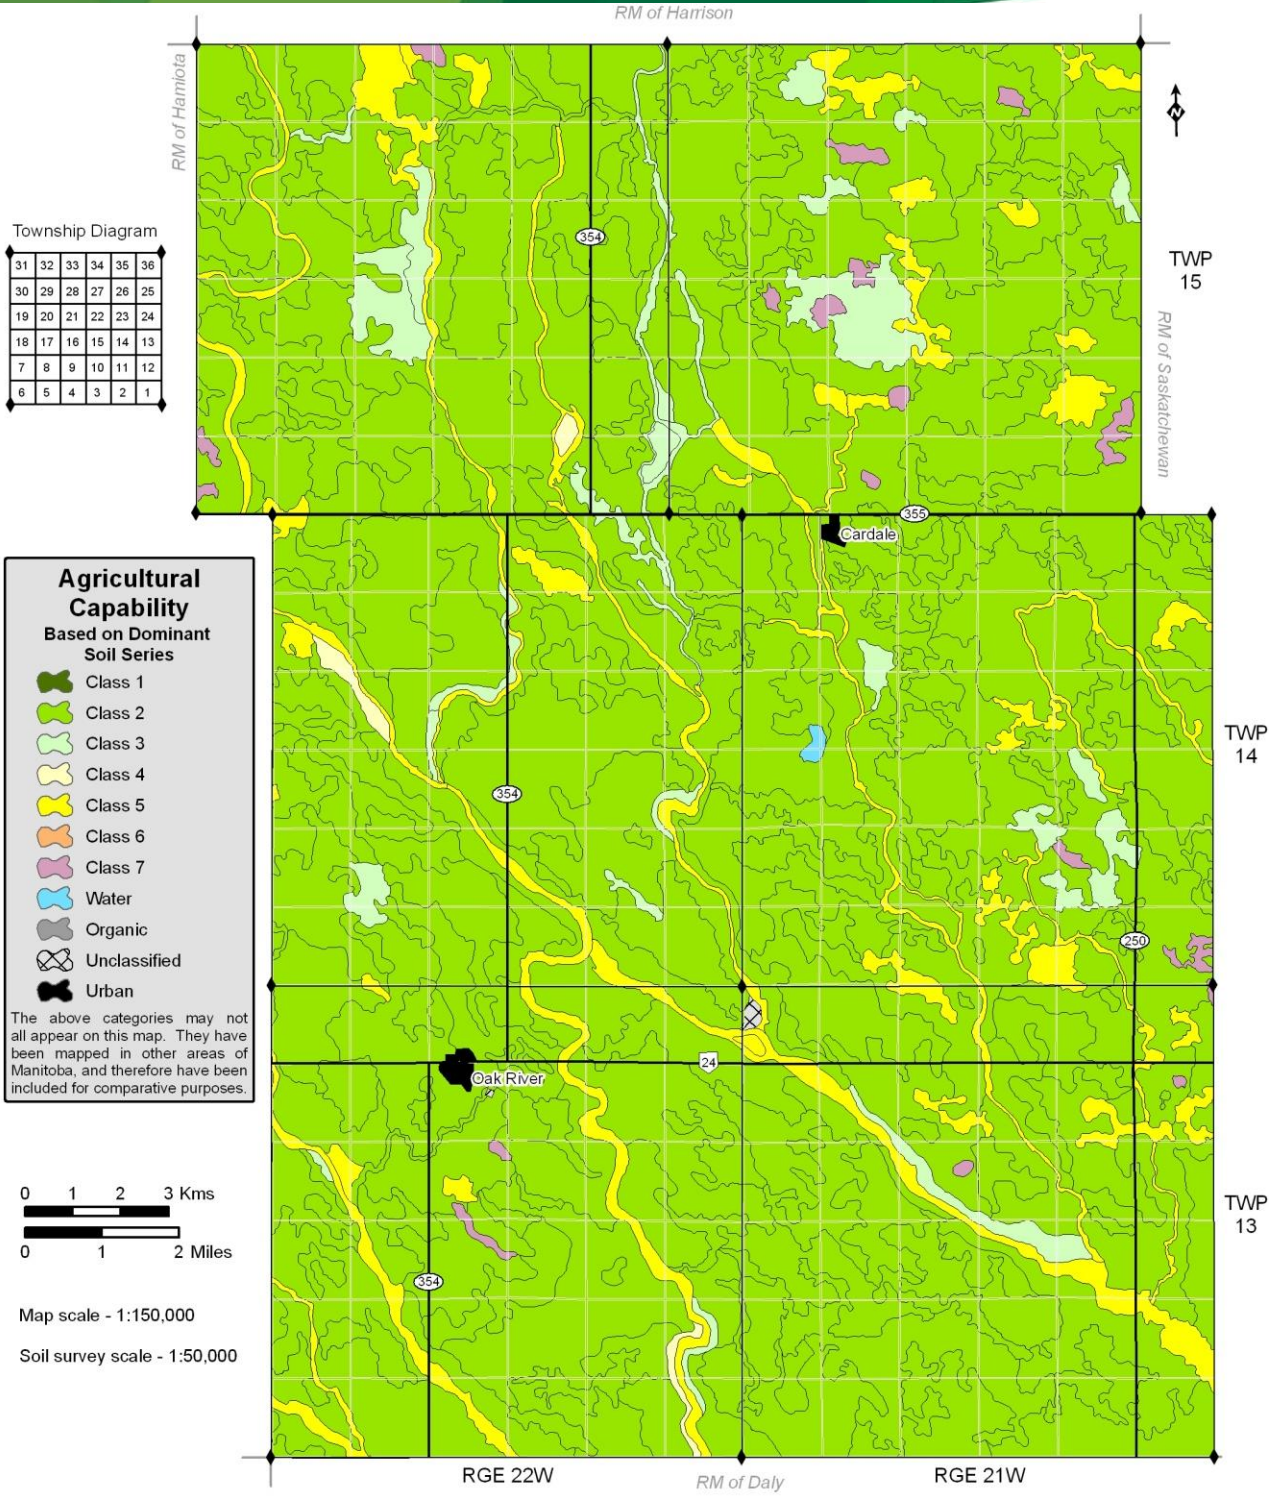 RM of Harrison
RM of Hamiota
N
Township Diagram
31 32 33 34 35 36
30 29 28 27 26 25
19 20 21 22 23 24
18 17 16 15 14 13
7 8 9 10 11 12
6 5 4 3 2 1
354
TWP
15
RM of Saskatchewan
355
Cardale
Agricultural
Capability
Based on Dominant
Soil Series
Class 1
Class 2
Class 3
Class 4
Class 5
Class 6
Class 7
Water
Organic
Unclassified
Urban
The above categories may not
all appear on this map. They have
been mapped in other areas of
Manitoba, and therefore have been
included for comparative purposes.
TWP
14
354
250
24
Oak River
0 1 2 3 Kms
0 1 2 Miles
TWP
13
354
Map scale - 1:150,000
Soil survey scale - 1:50,000
RGE 22W
RM of Daly
RGE 21W